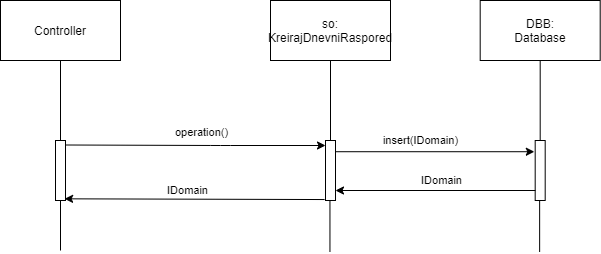 Controller
so:
KreirajDnevniRaspored
DBB:
Database
operation()
insert(IDomain)
IDomain
IDomain